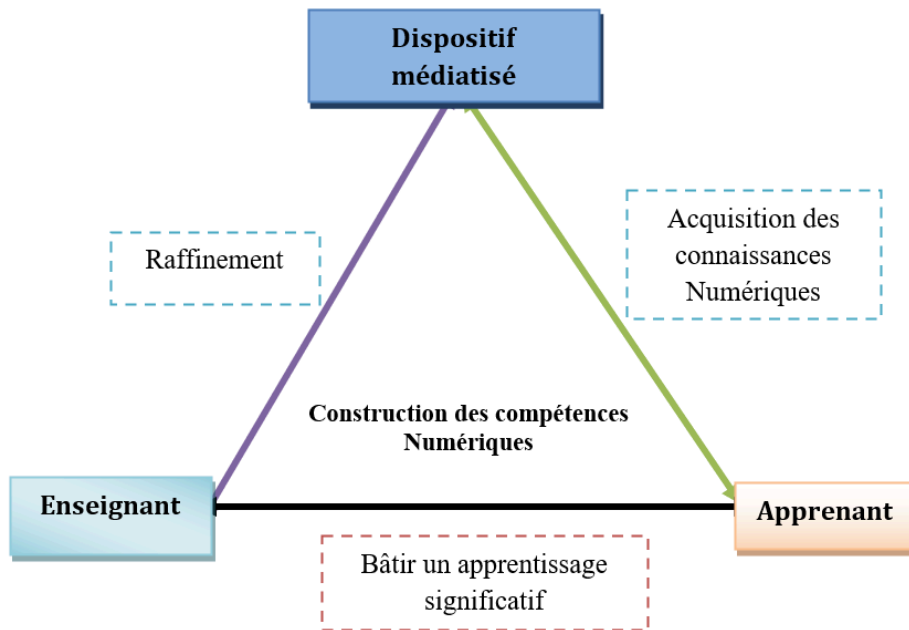 Dispositif
médiatisé
Raffinement
Acquisition des
connaissances
Numériques
Construction des compétences
Numériques
Enseignant
Apprenant
Bâtir un apprentissage
significatif